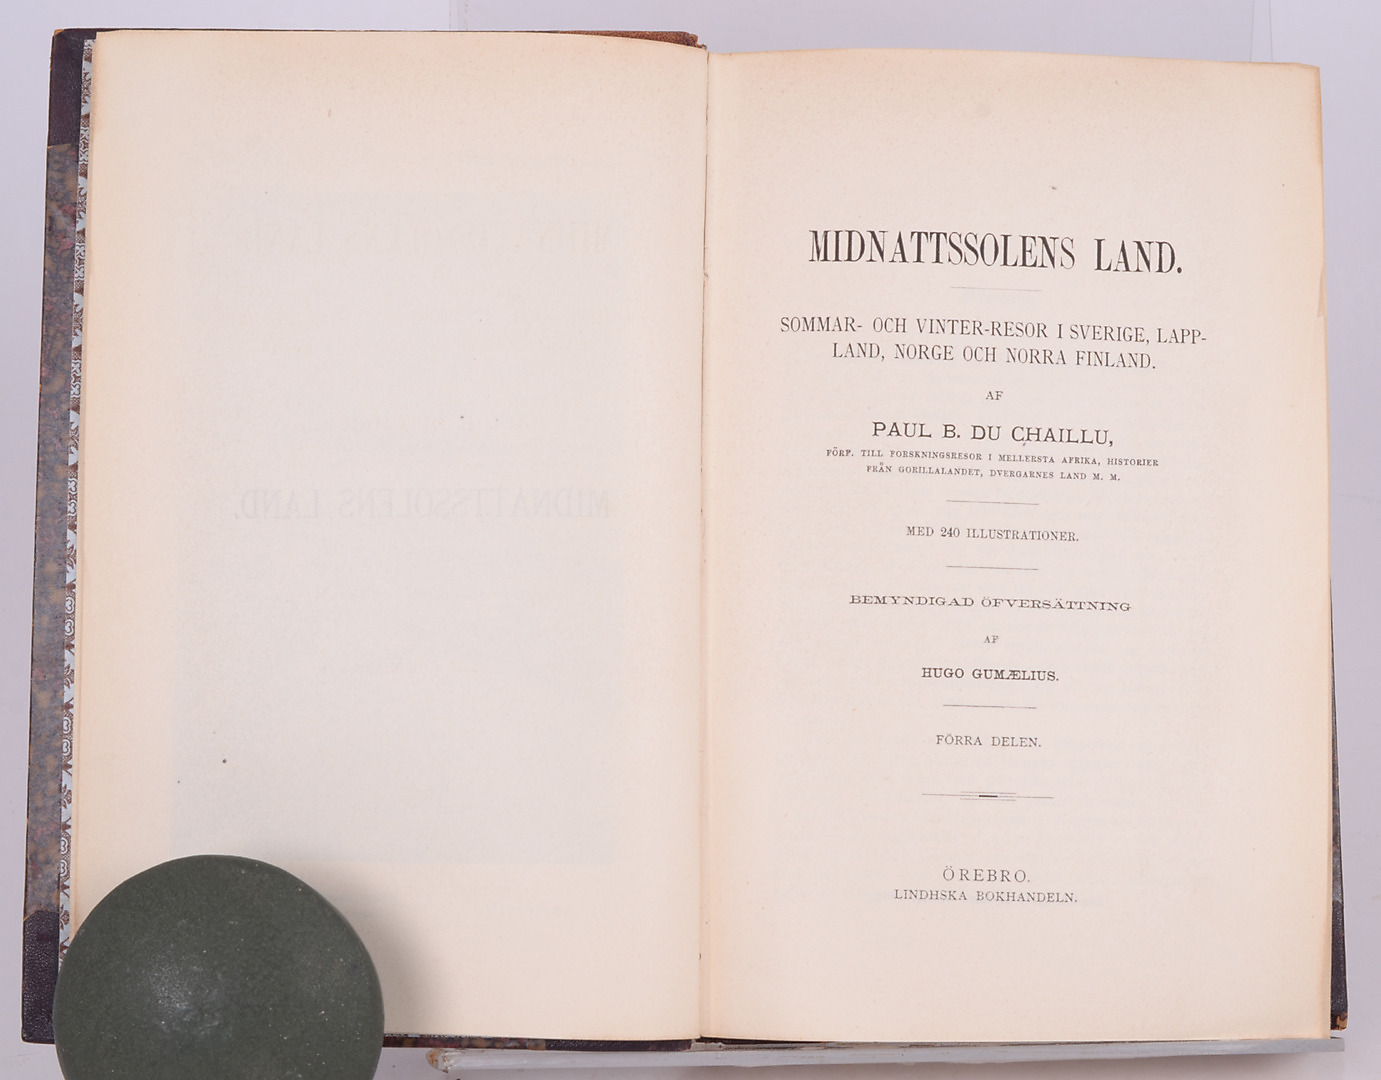 MIDNATTSSOLENS LAND.
SOMMAR- OCH VINTER-RESOR I SVERIGE, LAPP-
LAND, NORGE OCH NORRA FINLAND.
AF
PAUL B. DU CHAILLU,
FÖRF. TILL FORSKNINGSRESOR I MELLERSTA AFRIKA, HISTORIER
FRÅN GORILLALANDET, DVERGARNES LAND M. M.
MED 240 ILLUSTRATIONER.
BEMYNDIGAD ÖFVERSÄTTNING
AF
HUGO GUMÆLIUS.
FÖRRA DELEN.
ÖREBRO.
LINDHSKA BOKHANDELN.